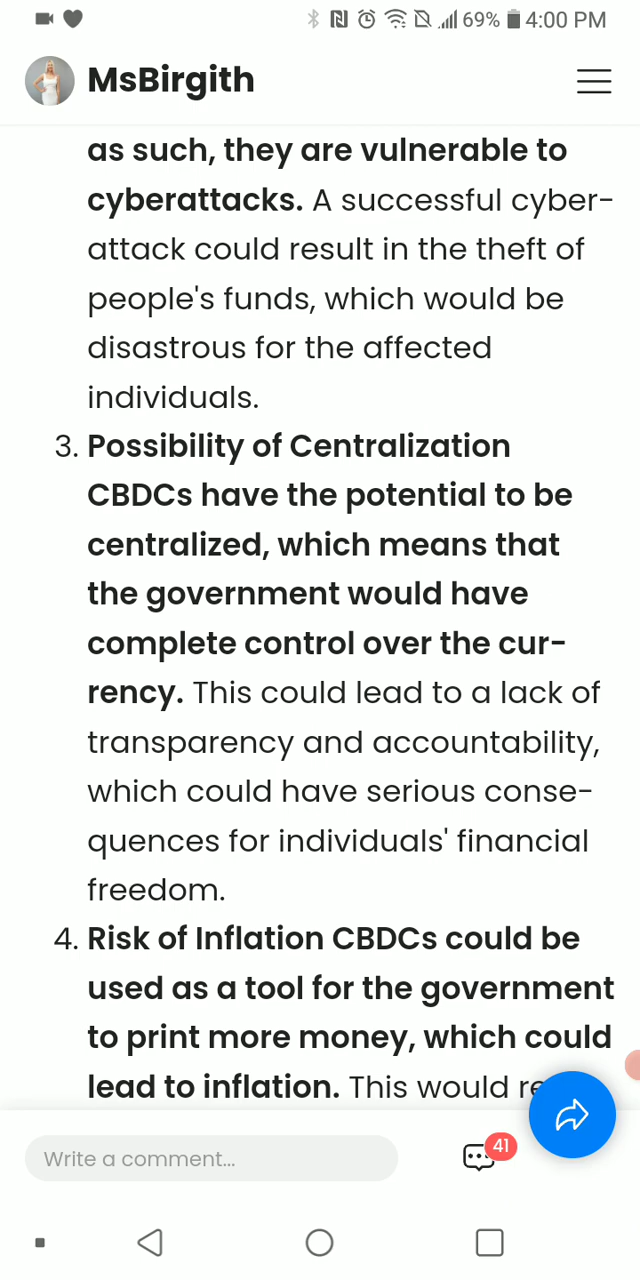 69% 4:00 PM
MsBirgith
as such, they are vulnerable to
cyberattacks. A successful cyber-
attack could result in the theft of
people's funds, which would be
disastrous for the affected
individuals.
3. Possibility of Centralization
CBDCs have the potential to be
centralized, which means that
the government would have
complete control over the cur-
rency. This could lead to a lack of
transparency and accountability,
which could have serious conse-
quences for individuals' financial
freedom.
4. Risk of Inflation CBDCs could be
used as a tool for the government
to print more money, which could
lead to inflation. This would
Write a comment...
41